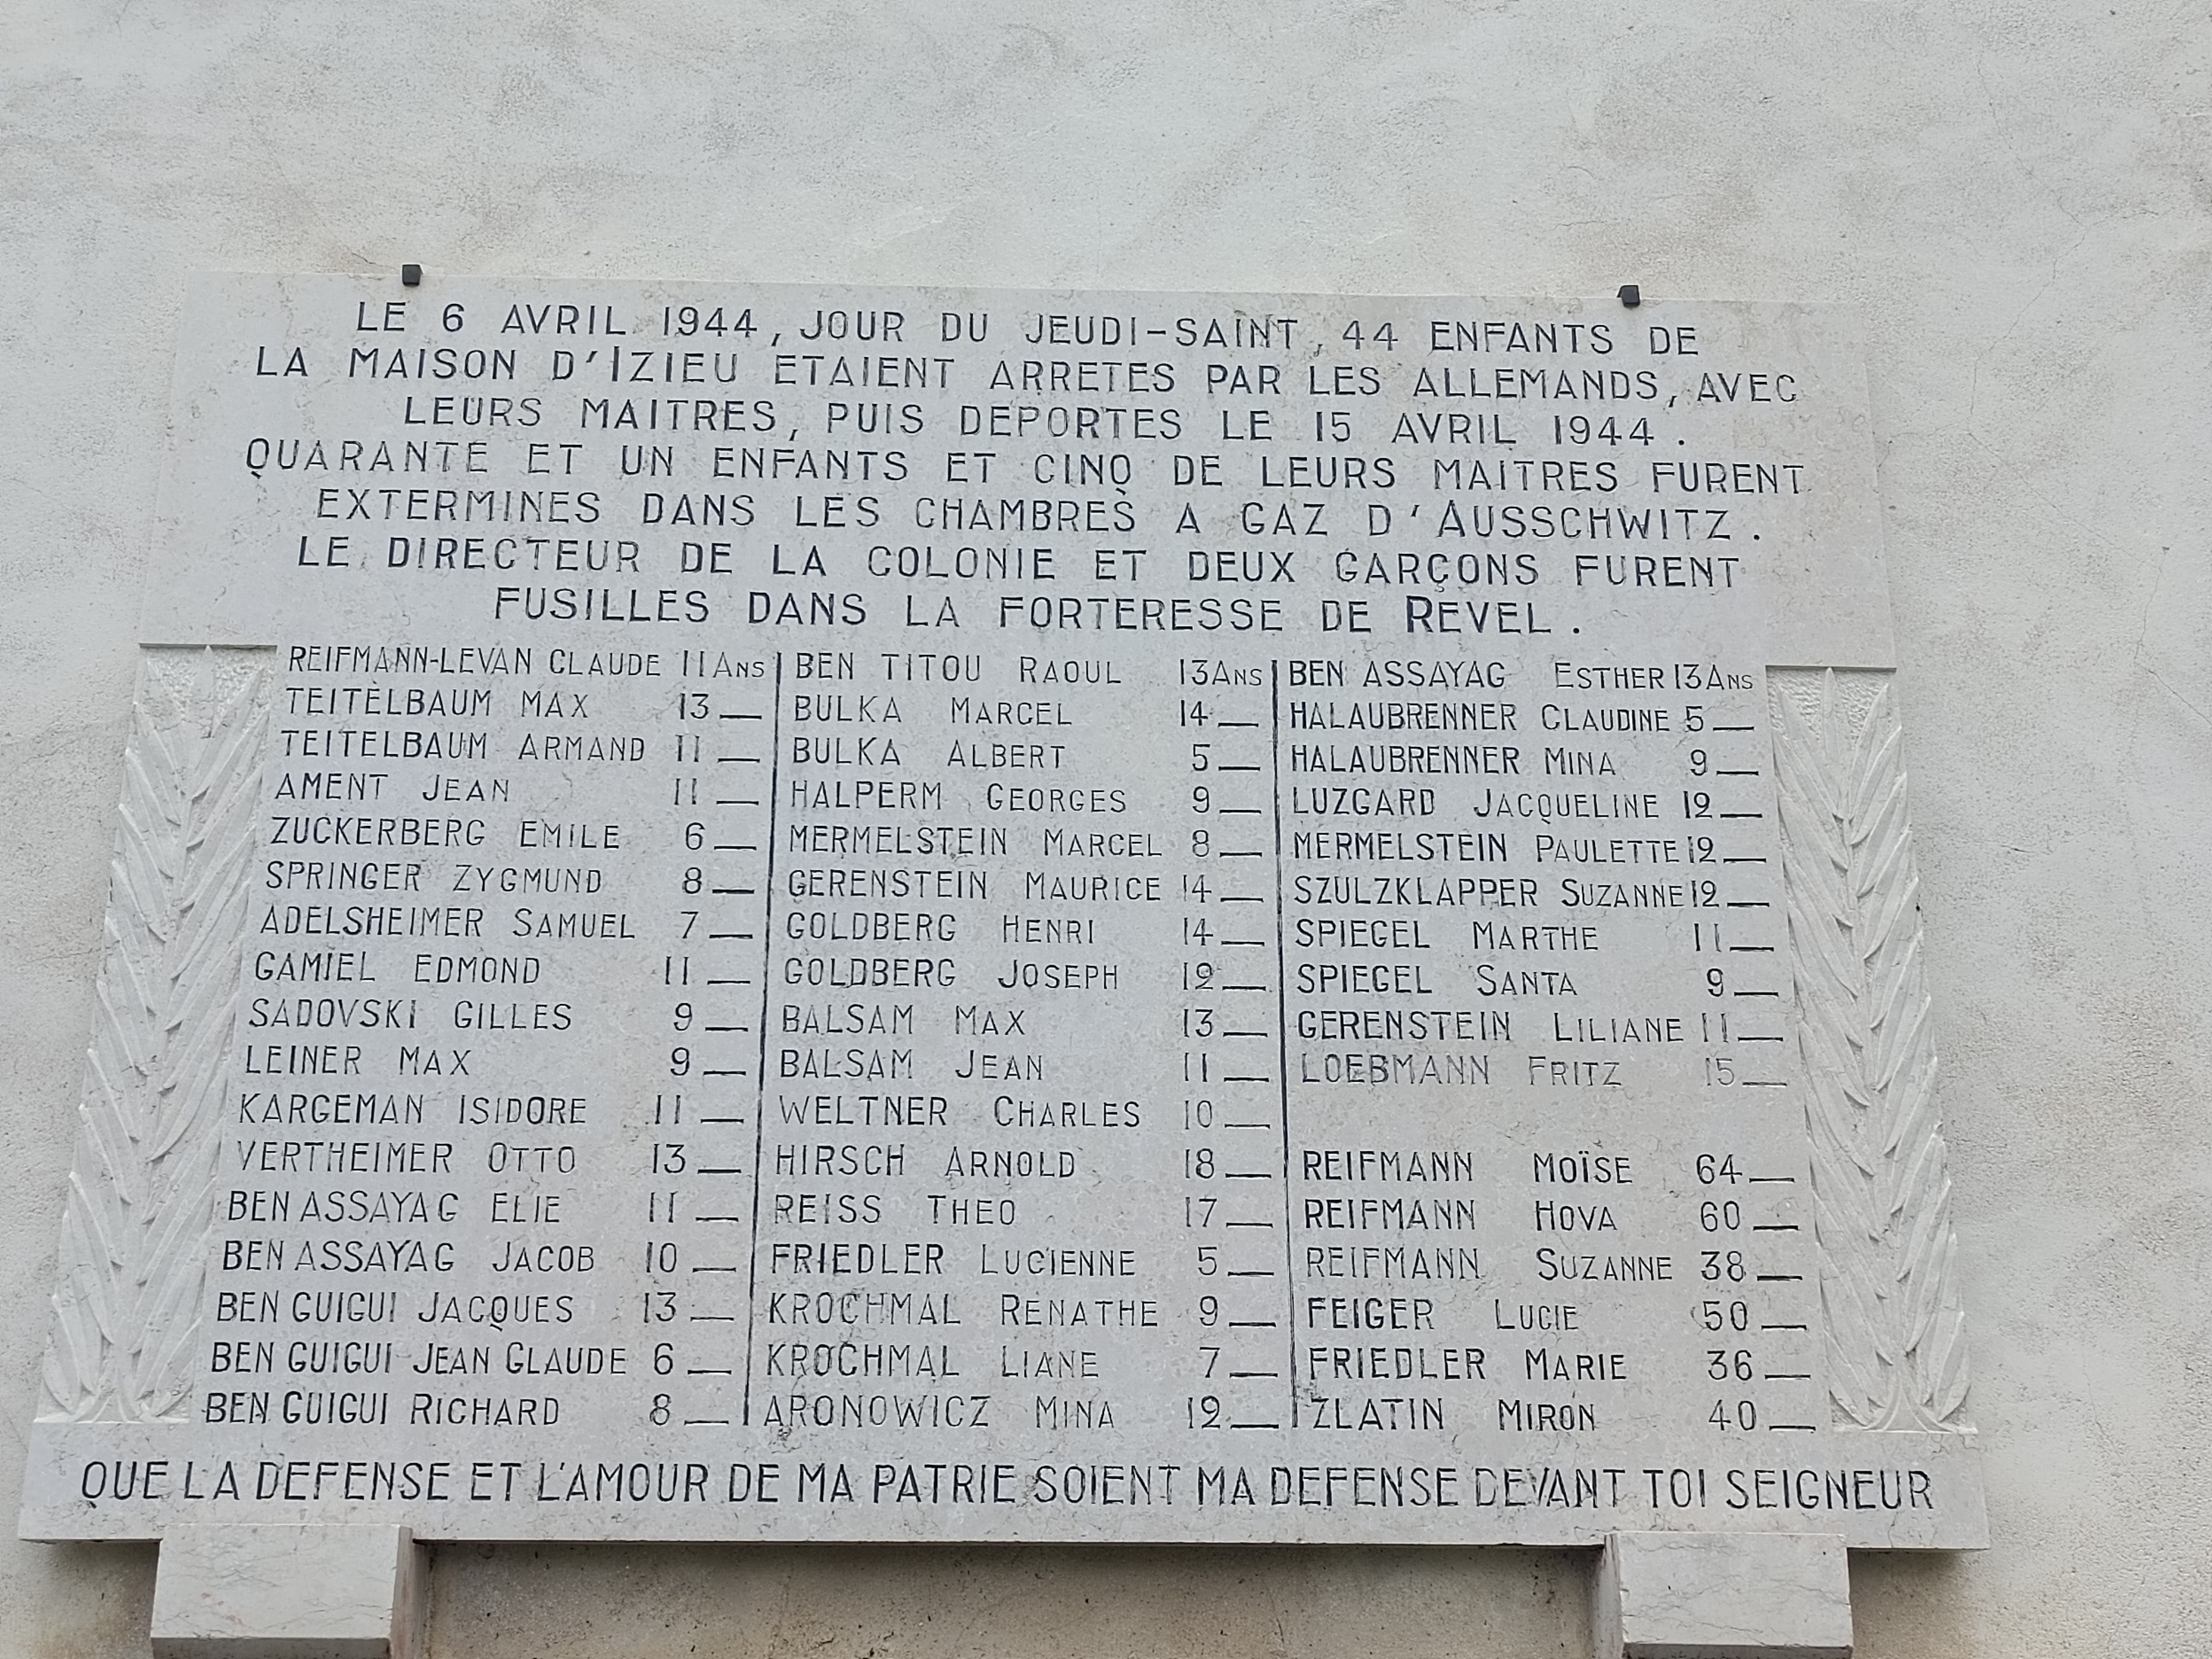 LE 6 AVRIL 1944, JOUR DU JEUDI-SAINT, 44 ENFANTS DE
LA MAISON D'IZIEU ETAIENT ARRETES PAR LES ALLEMANDS, AVEC
LEURS MAITRES, PUIS DEPORTES LE 15 AVRIL 1944.
QUARANTE ET UN ENFANTS ET CINQ DE LEURS MAITRES FURENT
EXTERMINES DANS LES CHAMBRES A GAZ D'AUSSCHWITZ.
LE DIRECTEUR DE LA COLONIE ET DEUX GARÇONS FURENT
FUSILLES DANS LA FORTERESSE DE REVEL.
REIFMANN-LEVAN CLAUDE 11 ANS
TEITELBAUM MAX 13 —
TEITELBAUM ARMAND 11 —
AMENT JEAN 11 —
ZUCKERBERG EMILE 6 —
SPRINGER ZYGMUND 8 —
ADELSHEIMER SAMUEL 7 —
GAMIEL EDMOND 11 —
SADOVSKI GILLES 9 —
LEINER MAX 9 —
KARGEMAN ISIDORE 11 —
VERTHEIMER OTTO 13 —
BEN ASSAYAG ELIE 11 —
BEN ASSAYAG JACOB 10 —
BEN GUIGUI JACQUES 13 —
BEN GUIGUI JEAN CLAUDE 6 —
BEN GUIGUI RICHARD 8 —
BEN TITOU RAOUL 13 ANS
BULKA MARCEL 14 —
BULKA ALBERT 5 —
HALPERM GEORGES 9 —
MERMELSTEIN MARCEL 8 —
GERENSTEIN MAURICE 14 —
GOLDBERG HENRI 14 —
GOLDBERG JOSEPH 12 —
BALSAM MAX 13 —
BALSAM JEAN 11 —
WELTNER CHARLES 10 —
HIRSCH ARNOLD 18 —
REISS THEO 17 —
FRIEDLER LUCIENNE 5 —
KROCHMAL RENATHE 9 —
KROCHMAL LIANE 7 —
ARONOWICZ MINA 12 —
BEN ASSAYAG ESTHER 13 ANS
HALAUBRENNER CLAUDINE 5 —
HALAUBRENNER MINA 9 —
LUZGARD JACQUELINE 12 —
MERMELSTEIN PAULETTE 12 —
SZULZKLAPPER SUZANNE 12 —
SPIEGEL MARTHE 11 —
SPIEGEL SANTA 9 —
GERENSTEIN LILIANE 11 —
LOEBMANN FRITZ 15 —
REIFMANN MOÏSE 64 —
REIFMANN HOVA 60 —
REIFMANN SUZANNE 38 —
FEIGER LUCIE 50 —
FRIEDLER MARIE 36 —
ZLATIN MIRON 40 —
QUE LA DEFENSE ET L'AMOUR DE MA PATRIE SOIENT MA DEFENSE DEVANT TOI SEIGNEUR